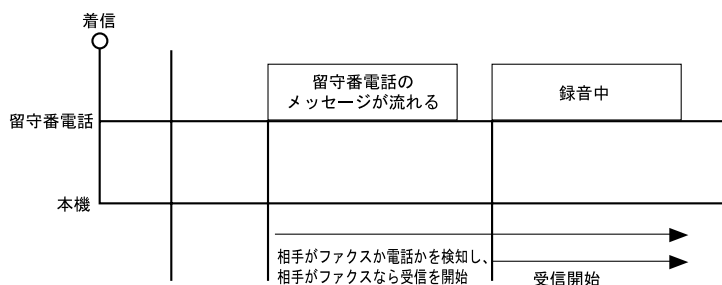 着信
留守番電話の
メッセージが流れる
録音中
留守番電話
本機
相手がファクスか電話かを検知し、
相手がファクスなら受信を開始
受信開始